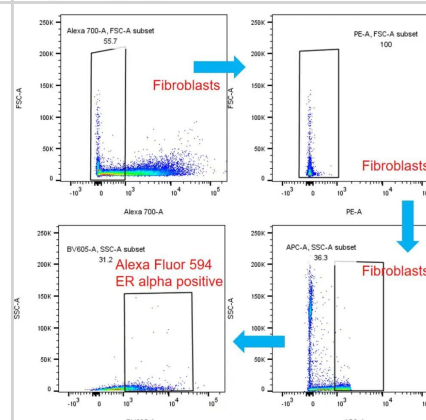 250K
200K
150K
100K
50K
0
FSC-A
Alexa 700-A, FSC-A subset
55.7
Fibroblasts
-10³ 0 10³ 10⁴ 10⁵
Alexa 700-A
250K
200K
150K
100K
50K
0
FSC-A
PE-A, FSC-A subset
100
Fibroblasts
-10³ 0 10³ 10⁴
PE-A
250K
200K
150K
100K
50K
0
SSC-A
BV605-A, SSC-A subset
31.2
Alexa Fluor 594
ER alpha positive
-10³ 0 10³ 10⁴ 10⁵
250K
200K
150K
100K
50K
0
SSC-A
APC-A, SSC-A subset
36.3
Fibroblasts
-10³ 0 10³ 10⁴